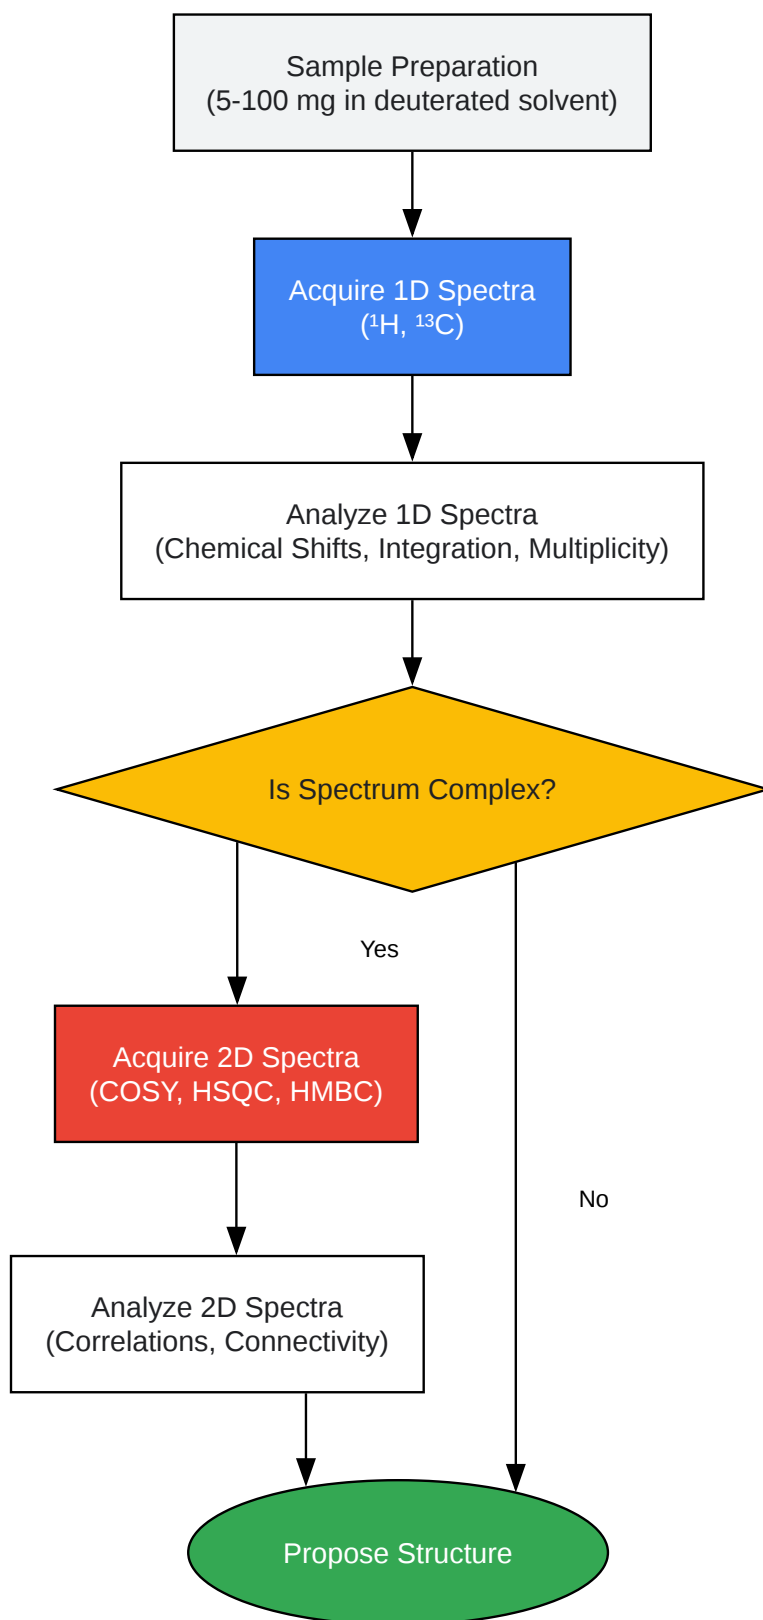 Sample Preparation
(5-100 mg in deuterated solvent)
Acquire 1D Spectra
(¹H, ¹³C)
Analyze 1D Spectra
(Chemical Shifts, Integration, Multiplicity)
Is Spectrum Complex?
Yes
Acquire 2D Spectra
(COSY, HSQC, HMBC)
No
Analyze 2D Spectra
(Correlations, Connectivity)
Propose Structure